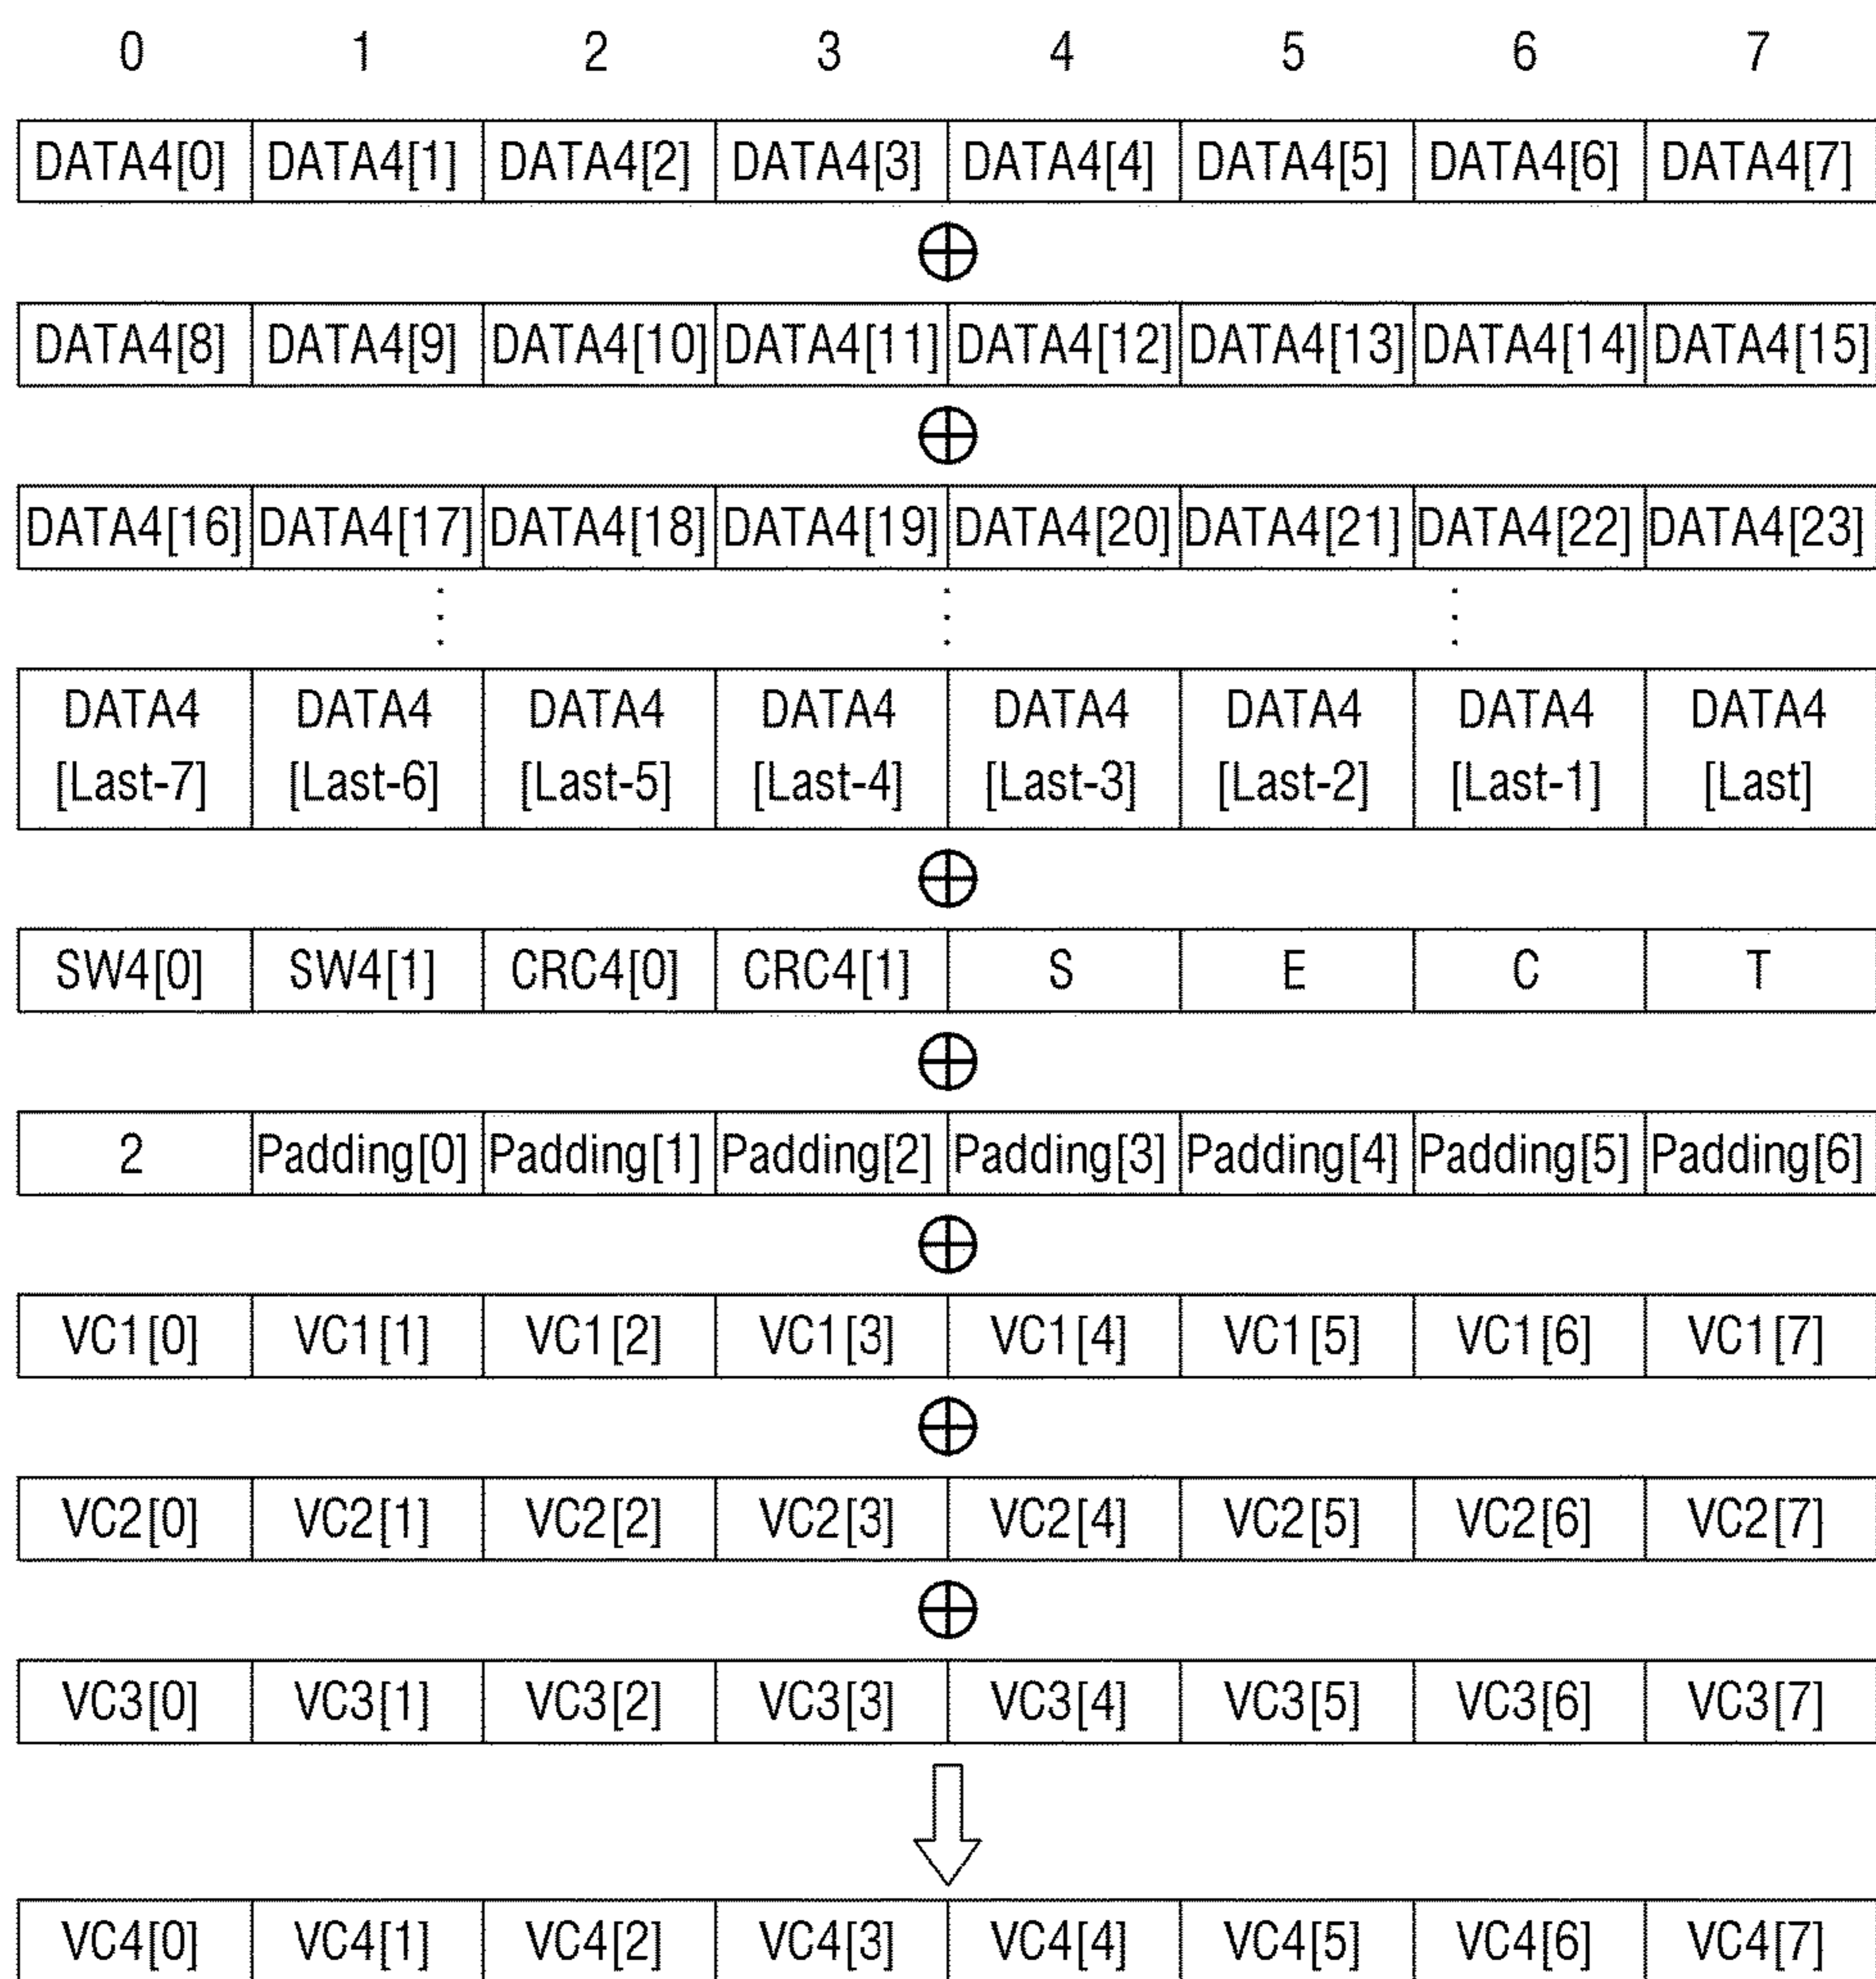 0 1 2 3 4 5 6 7
DATA4[0] DATA4[1] DATA4[2] DATA4[3] DATA4[4] DATA4[5] DATA4[6] DATA4[7]
⊕
DATA4[8] DATA4[9] DATA4[10] DATA4[11] DATA4[12] DATA4[13] DATA4[14] DATA4[15]
⊕
DATA4[16] DATA4[17] DATA4[18] DATA4[19] DATA4[20] DATA4[21] DATA4[22] DATA4[23]
DATA4 DATA4 DATA4 DATA4 DATA4 DATA4 DATA4 DATA4
[Last-7] [Last-6] [Last-5] [Last-4] [Last-3] [Last-2] [Last-1] [Last]
⊕
SW4[0] SW4[1] CRC4[0] CRC4[1] S E C T
⊕
2 Padding[0] Padding[1] Padding[2] Padding[3] Padding[4] Padding[5] Padding[6]
⊕
VC1[0] VC1[1] VC1[2] VC1[3] VC1[4] VC1[5] VC1[6] VC1[7]
⊕
VC2[0] VC2[1] VC2[2] VC2[3] VC2[4] VC2[5] VC2[6] VC2[7]
⊕
VC3[0] VC3[1] VC3[2] VC3[3] VC3[4] VC3[5] VC3[6] VC3[7]
VC4[0] VC4[1] VC4[2] VC4[3] VC4[4] VC4[5] VC4[6] VC4[7]